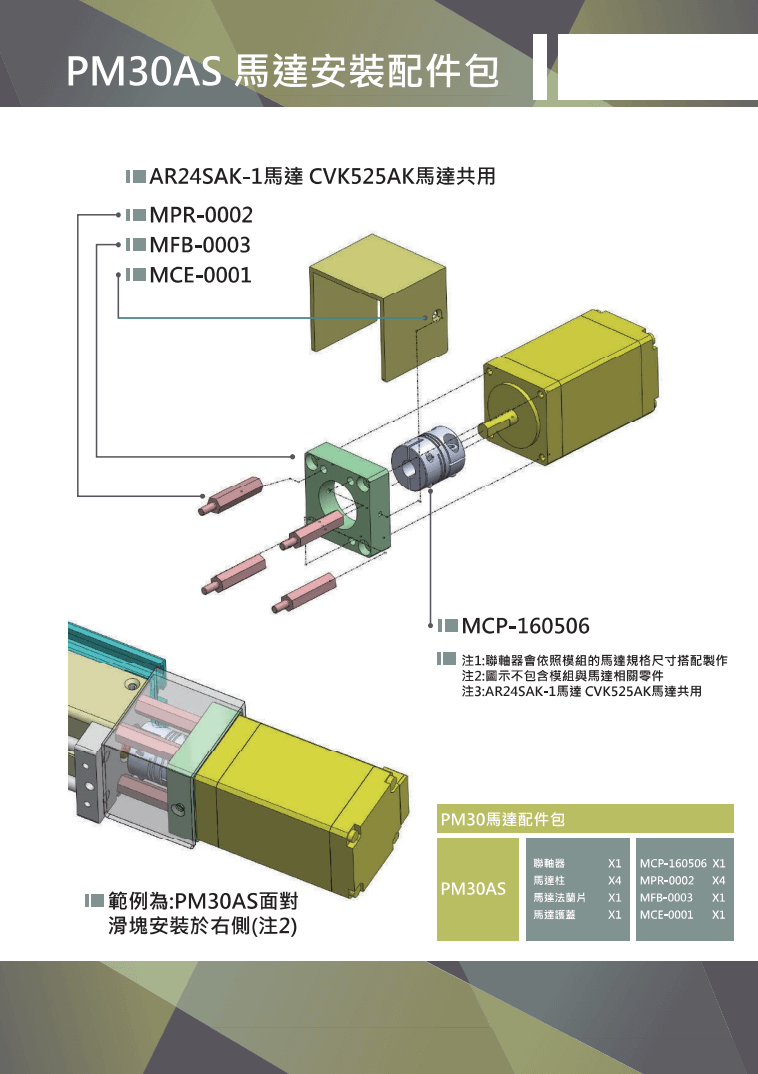 PM30AS 馬達安裝配件包
AR24SAK-1馬達 CVK525AK馬達共用
MPR-0002
MFB-0003
MCE-0001
MCP-160506
注1:聯軸器會依照模組的馬達規格尺寸搭配製作
注2:圖示不包含模組與馬達相關零件
注3:AR24SAK-1馬達 CVK525AK馬達共用
範例為:PM30AS面對
滑塊安裝於右側(注2)
PM30馬達配件包
PM30AS
聯軸器 X1 MCP-160506 X1
馬達柱 X4 MPR-0002 X4
馬達法蘭片 X1 MFB-0003 X1
馬達護蓋 X1 MCE-0001 X1